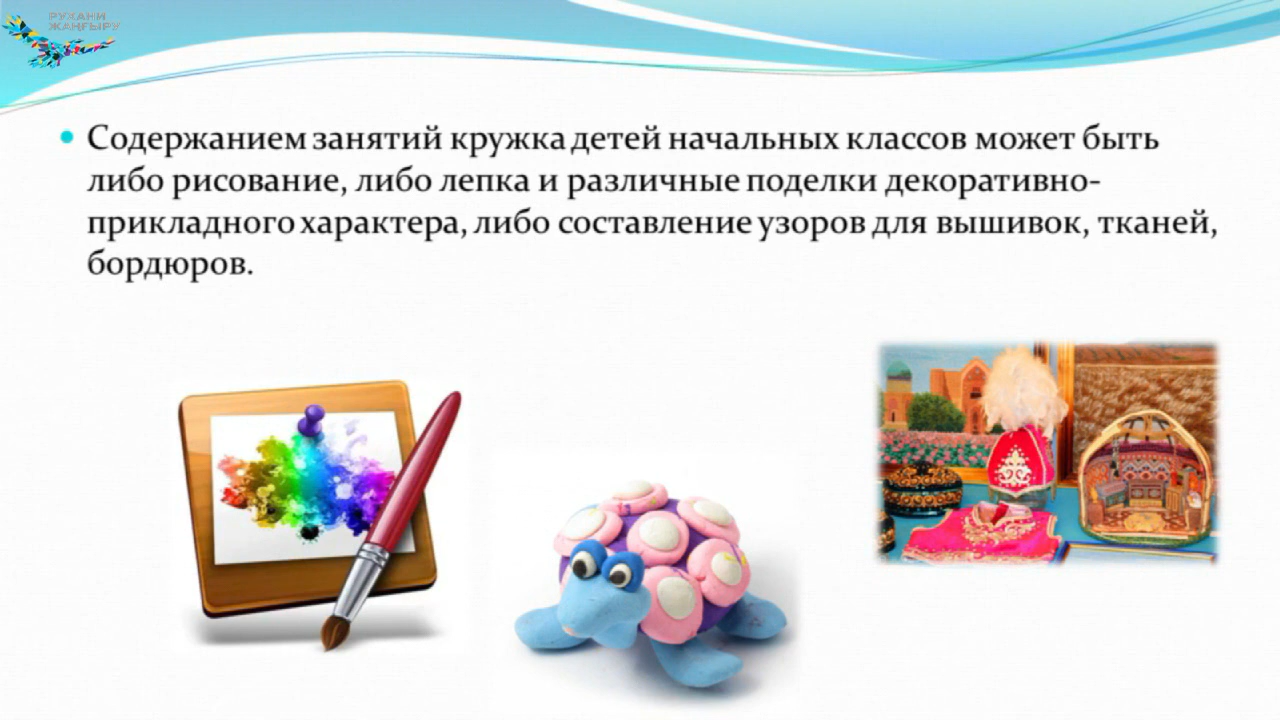 РУХАНИ
ЖАҢҒЫРУ
Содержанием занятий кружка детей начальных классов может быть
либо рисование, либо лепка и различные поделки декоративно-
прикладного характера, либо составление узоров для вышивок, тканей,
бордюров.